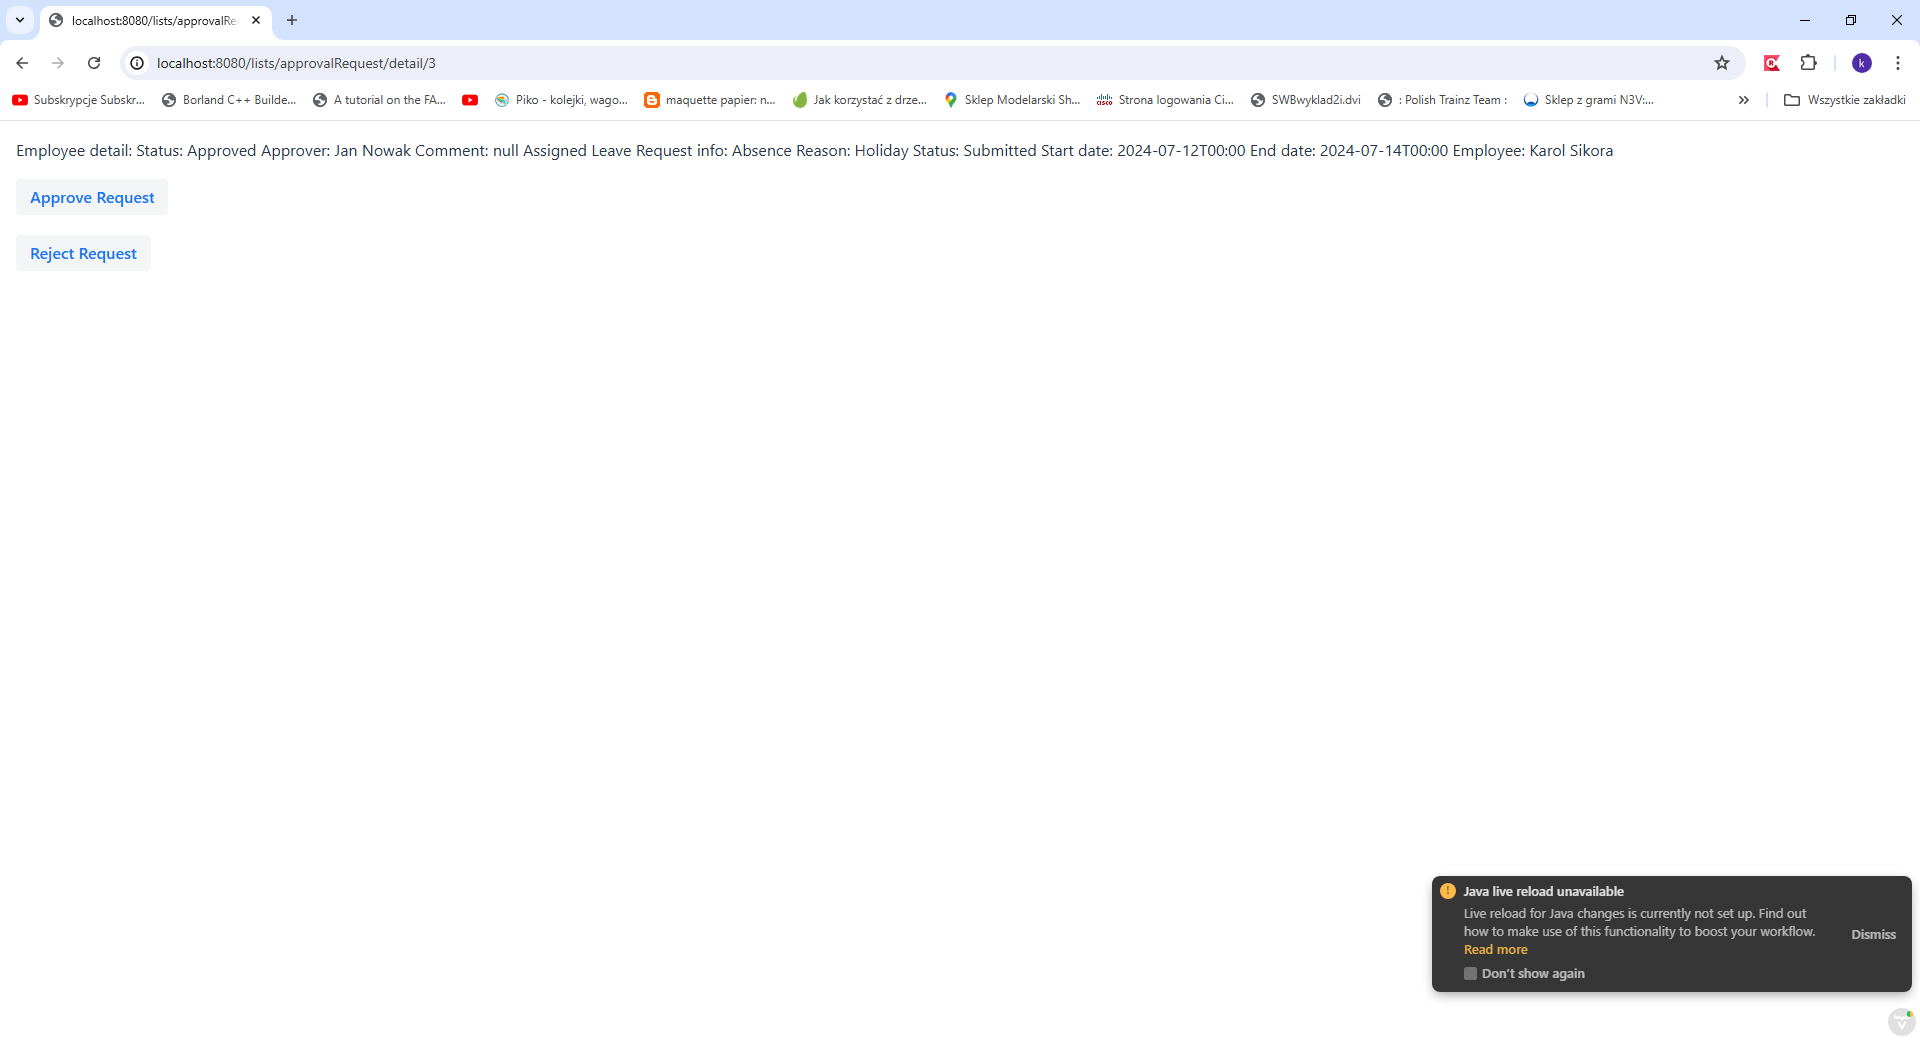 localhost:8080/lists/approvalRe
localhost:8080/lists/approvalRequest/detail/3
k
Subskrypcje Subskr...
Borland C++ Builde...
A tutorial on the FA...
Piko - kolejki, wago...
maquette papier: n...
Jak korzystać z drze...
Sklep Modelarski Sh...
Strona logowania Ci...
SWBwyklad2i.dvi
: Polish Trainz Team :
Sklep z grami N3V:...
Wszystkie zakładki
Employee detail: Status: Approved Approver: Jan Nowak Comment: null Assigned Leave Request info: Absence Reason: Holiday Status: Submitted Start date: 2024-07-12T00:00 End date: 2024-07-14T00:00 Employee: Karol Sikora
Approve Request
Reject Request
Java live reload unavailable
Live reload for Java changes is currently not set up. Find out
how to make use of this functionality to boost your workflow.
Read more
Dismiss
Don't show again